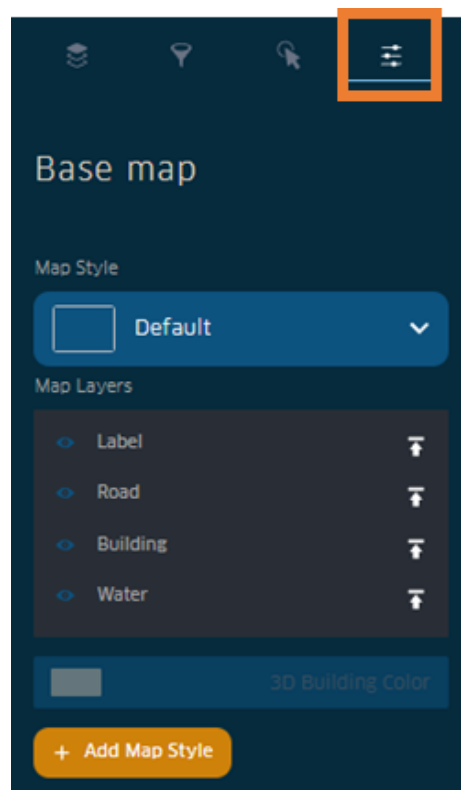 Base map
Map Style
Default
Map Layers
Label
Road
Building
Water
3D Building Color
+ Add Map Style